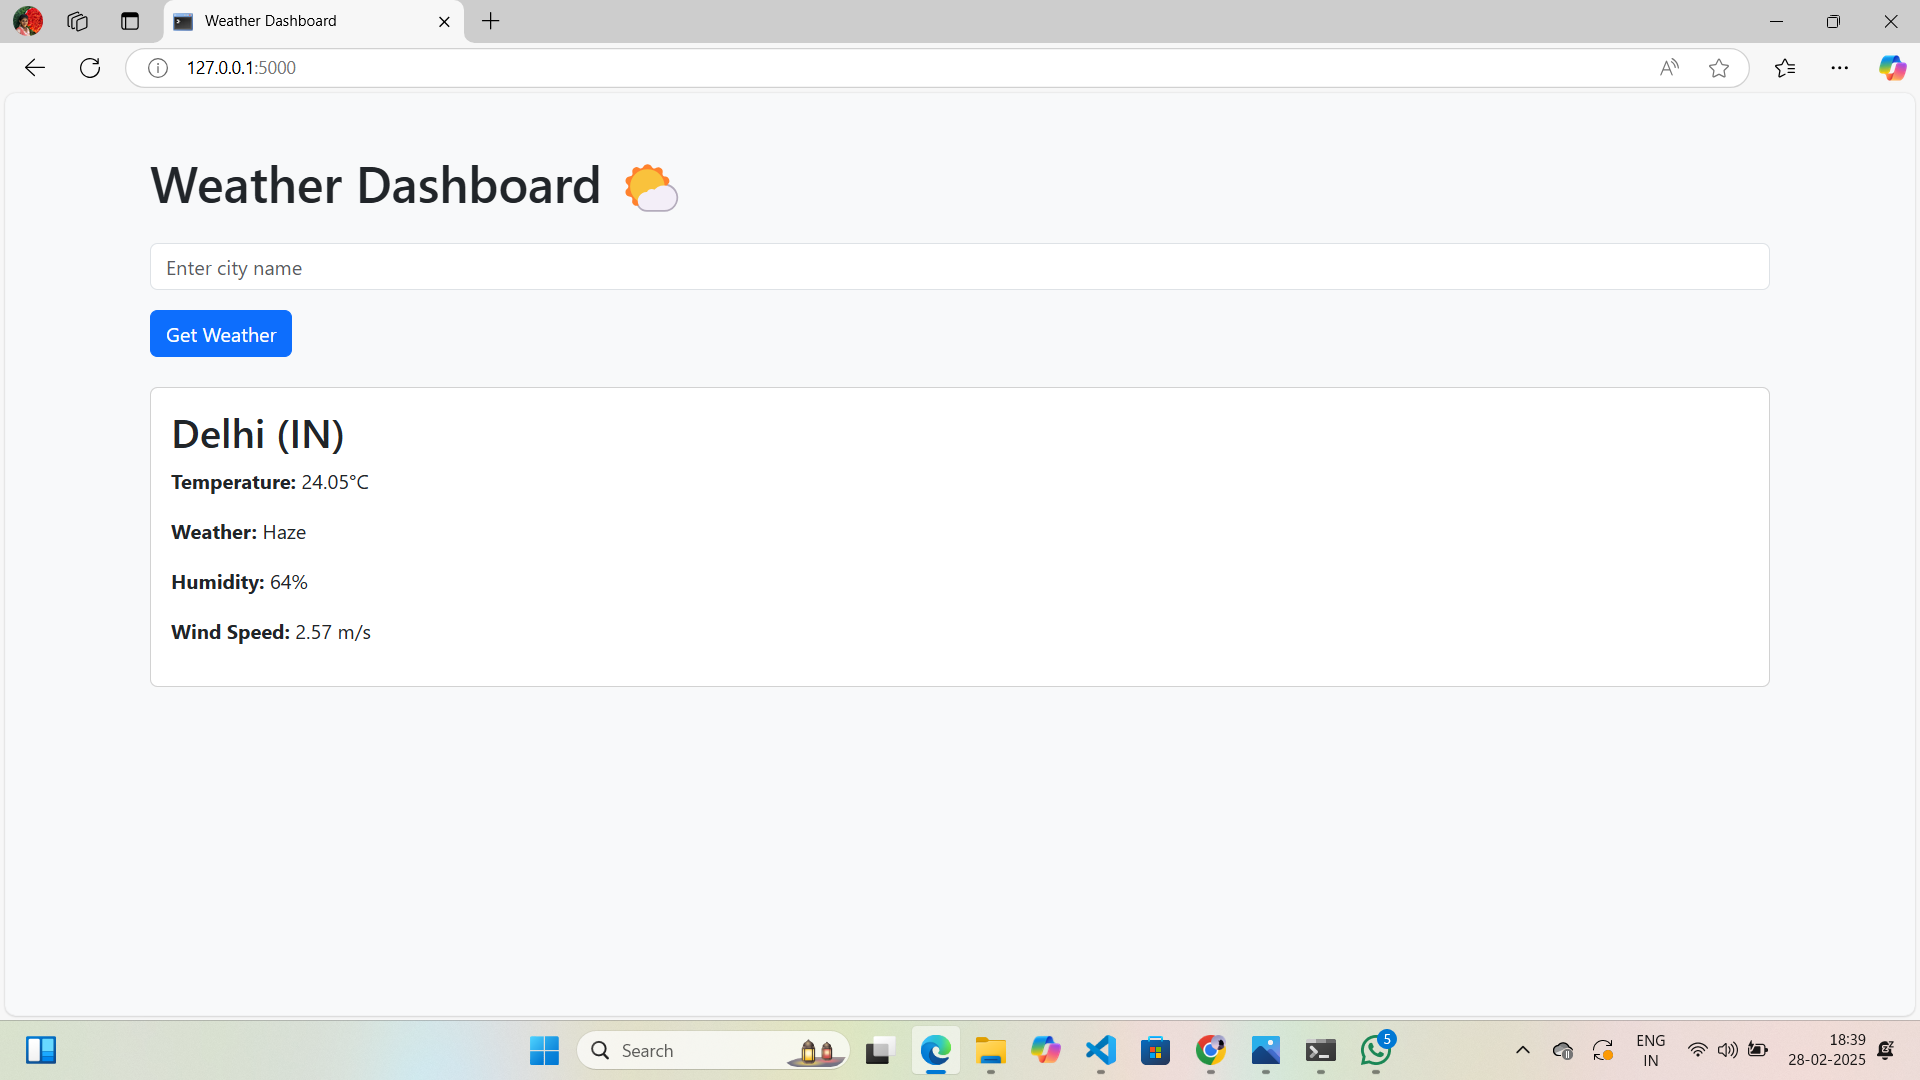 Weather Dashboard
127.0.0.1:5000
Weather Dashboard
Enter city name
Get Weather
Delhi (IN)
Temperature: 24.05°C
Weather: Haze
Humidity: 64%
Wind Speed: 2.57 m/s
Search
5
ENG
IN
18:39
28-02-2025